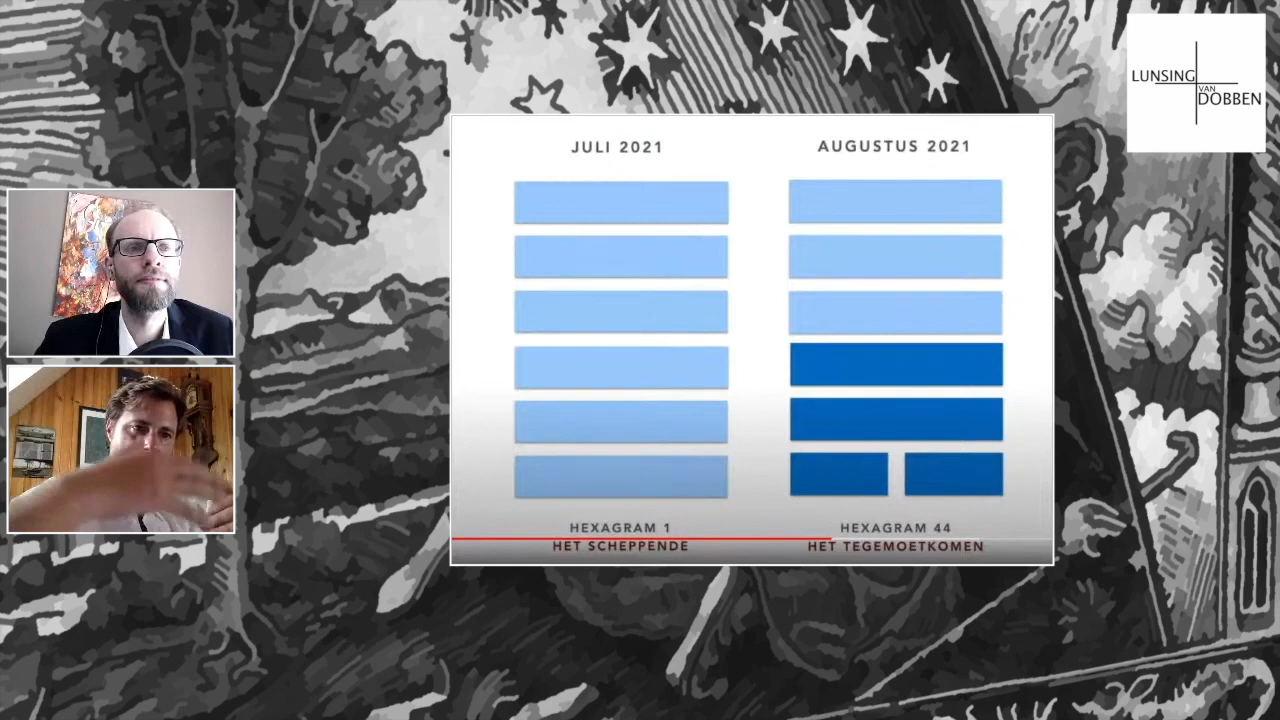 LUNSING
VAN
DOBBEN
JULI 2021
AUGUSTUS 2021
HEXAGRAM 1
HET SCHEPPENDE
HEXAGRAM 44
HET TEGEMOETKOMEN